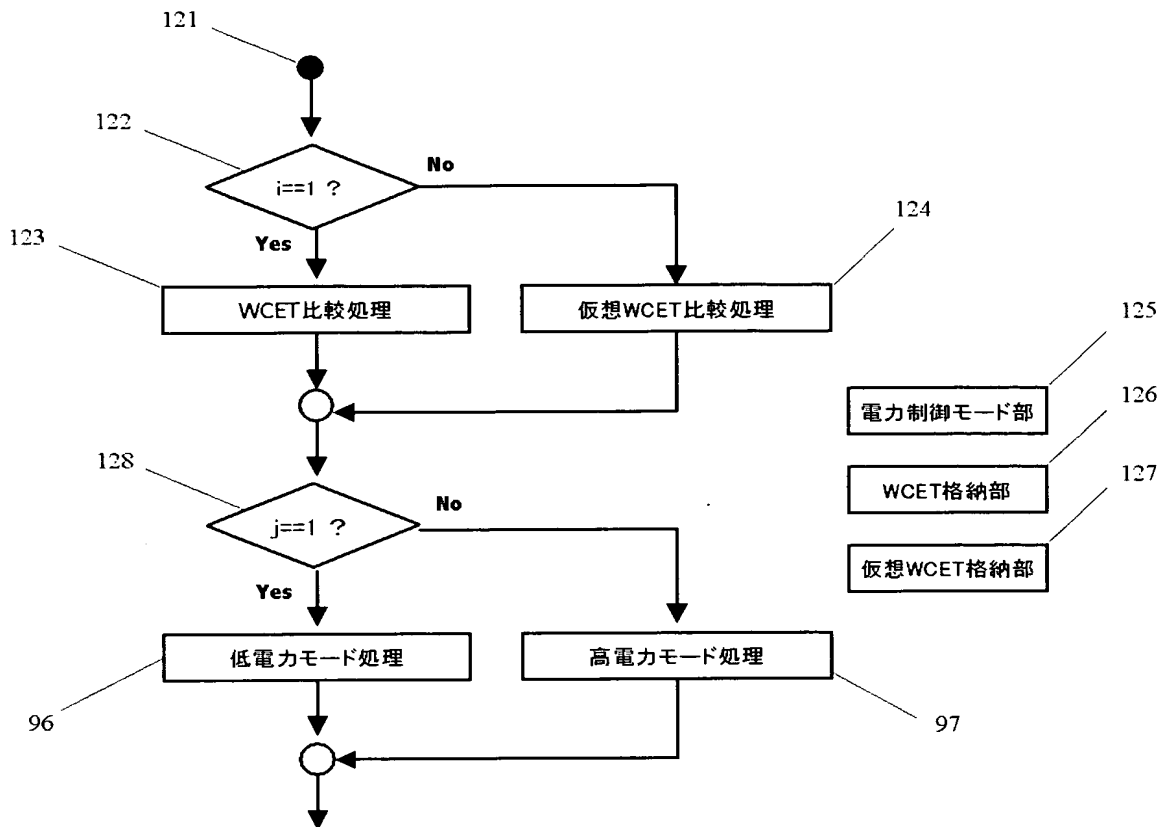 121
122
i==1 ?
No
Yes
123
124
WCET比較処理
仮想WCET比較処理
125
電力制御モード部
126
WCET格納部
127
仮想WCET格納部
128
j==1 ?
No
Yes
低電力モード処理
高電力モード処理
96
97